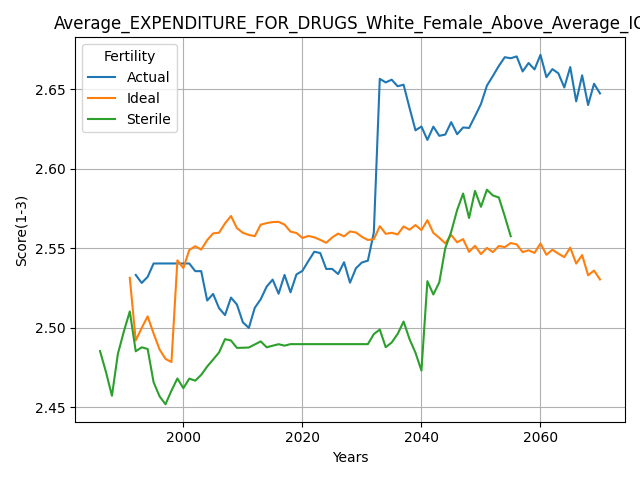 Average_EXPENDITURE_FOR_DRUGS_White_Female_Above_Average_IQ
Fertility
Actual
Ideal
Sterile
2.65
2.60
2.55
2.50
2.45
Score(1-3)
2000
2020
2040
2060
Years